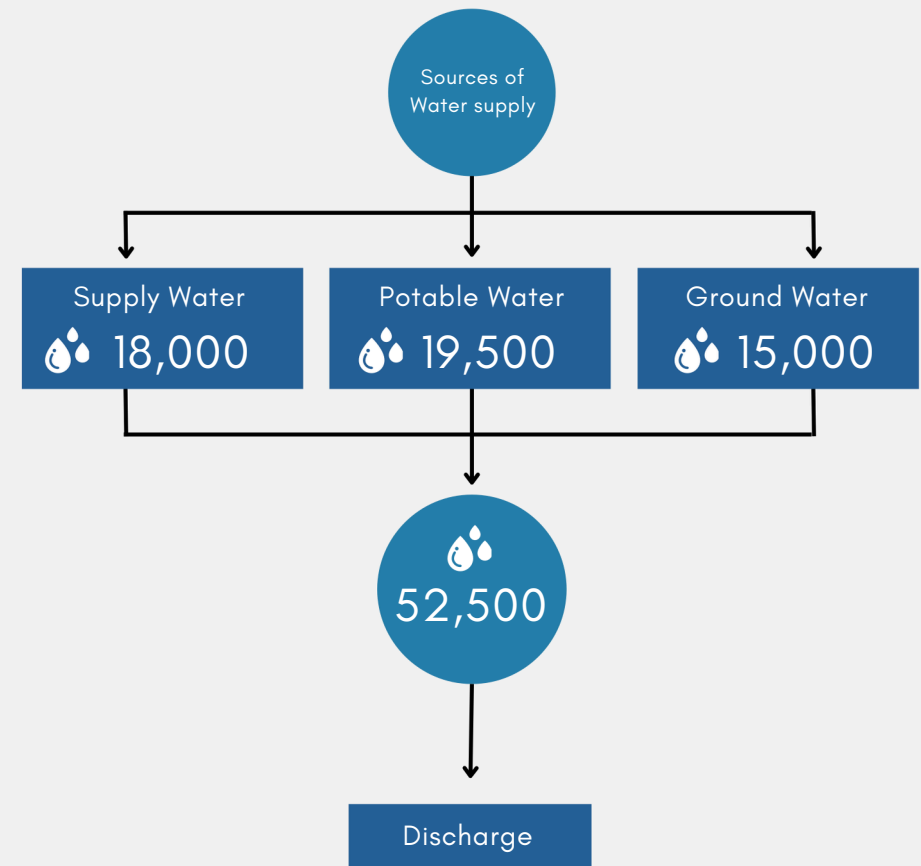 Sources of
Water supply
Supply Water
18,000
Potable Water
19,500
Ground Water
15,000
52,500
Discharge